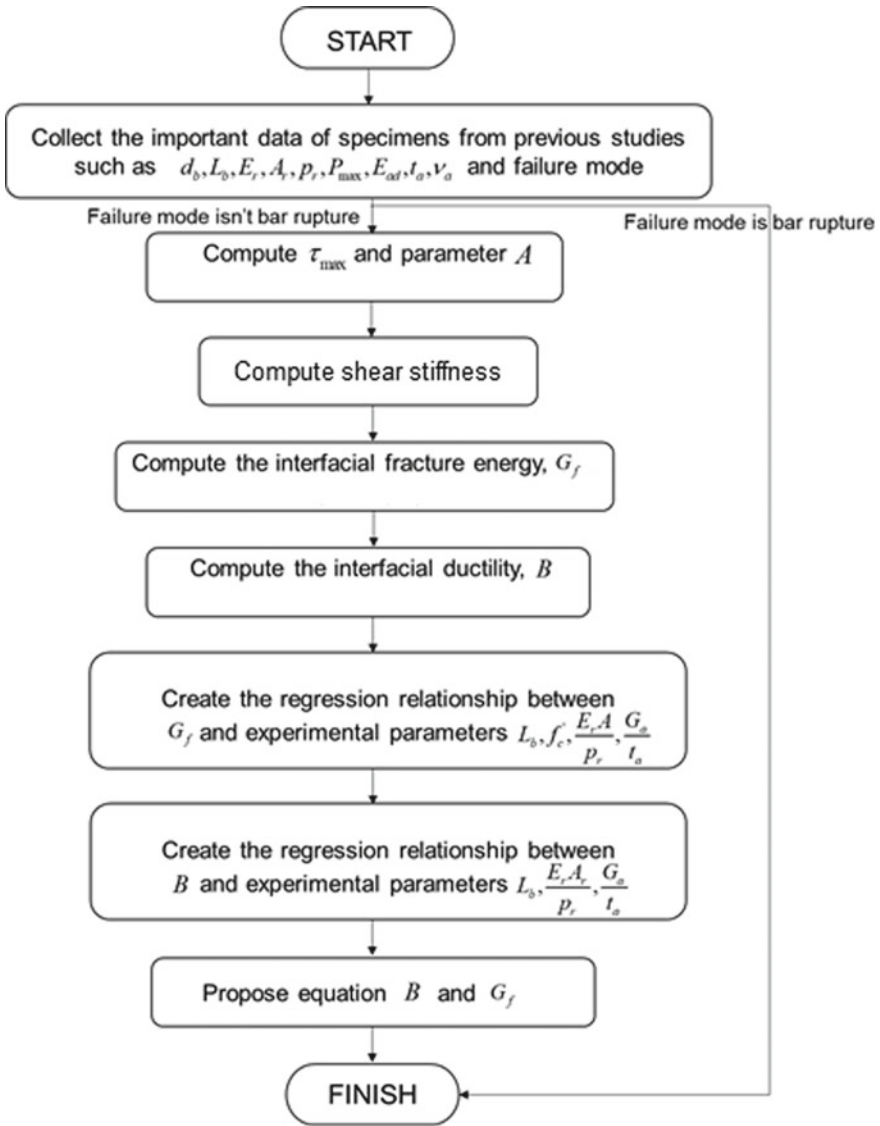 START
Collect the important data of specimens from previous studies
such as d_b, L_b, E_r, A_r, p_r, P_max, E_ad, t_a, ν_a and failure mode
Failure mode isn't bar rupture
Failure mode is bar rupture
Compute τ_max and parameter A
Compute shear stiffness
Compute the interfacial fracture energy, G_f
Compute the interfacial ductility, B
Create the regression relationship between
G_f and experimental parameters L_b, f_c', E_r A / p_r, G_a / t_a
Create the regression relationship between
B and experimental parameters L_b, E_r A_r / p_r, G_a / t_a
Propose equation B and G_f
FINISH